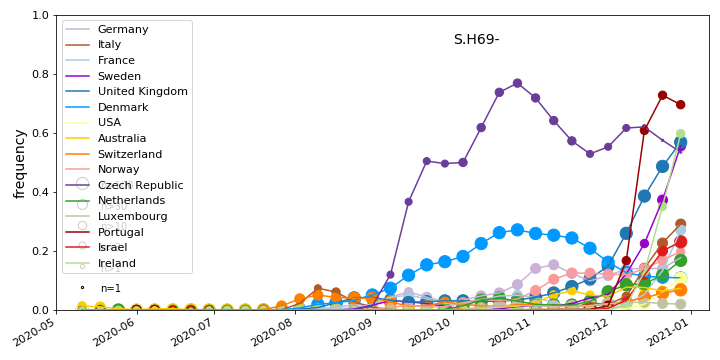 S.H69-
frequency
1.0
0.8
0.6
0.4
0.2
0.0
Germany
Italy
France
Sweden
United Kingdom
Denmark
USA
Australia
Switzerland
Norway
Czech Republic
Netherlands
Luxembourg
Portugal
Israel
Ireland
n=1
2020-05
2020-06
2020-07
2020-08
2020-09
2020-10
2020-11
2020-12
2021-01